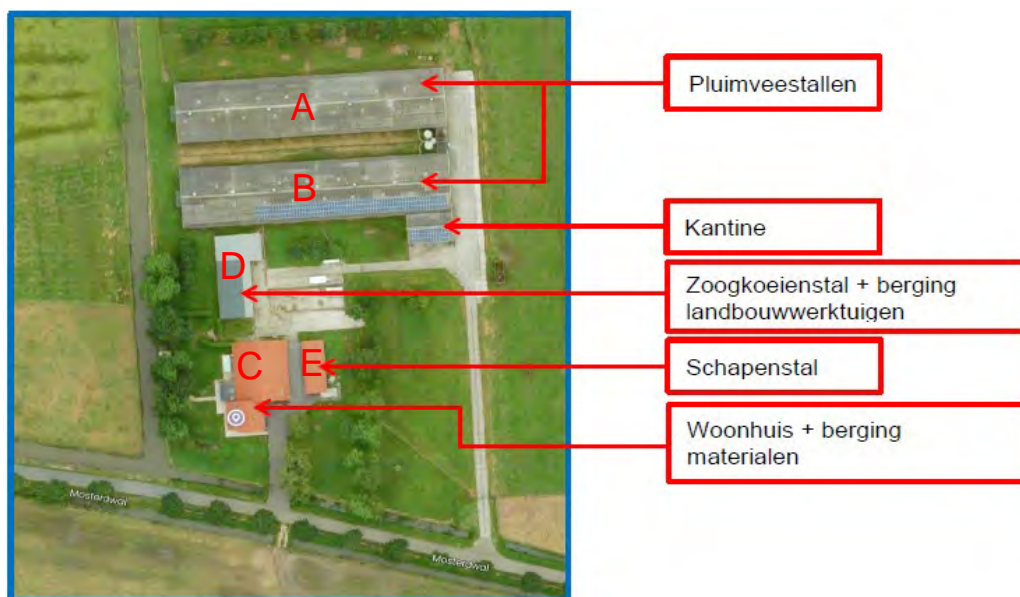 A
B
D
C
E
Pluimveestallen
Kantine
Zoogkoeienstal + berging
landbouwwerktuigen
Schapenstal
Woonhuis + berging
materialen
Mosterdwal
Mosterdwal